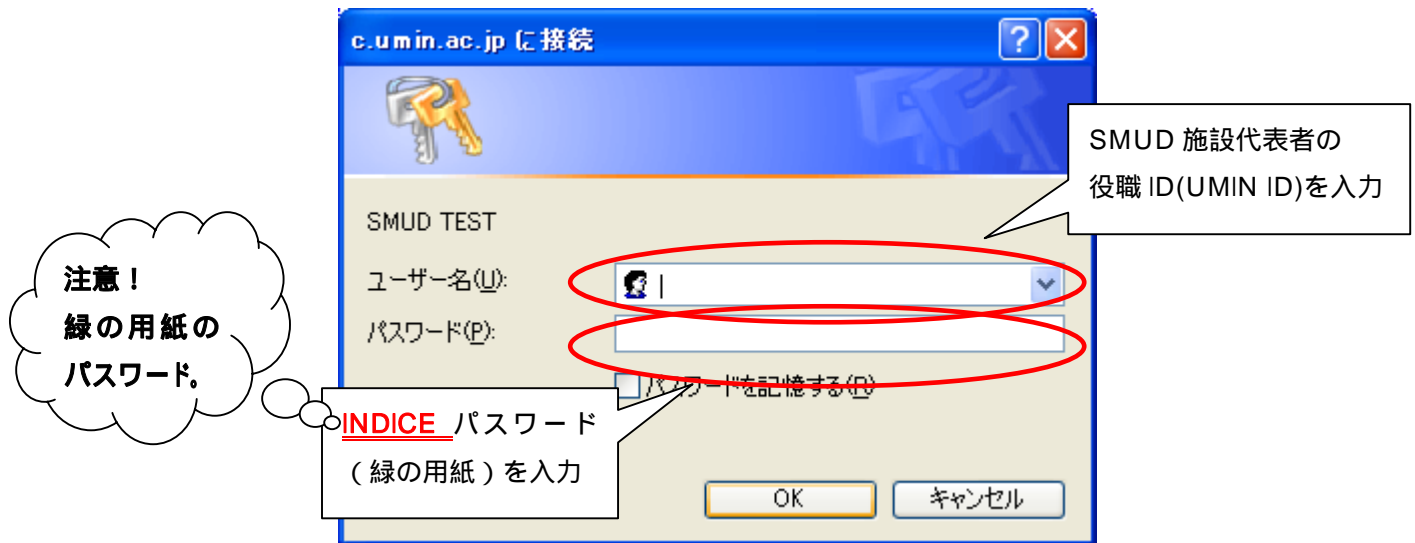 c.umin.ac.jp に接続
SMUD 施設代表者の
役職 ID(UMIN ID)を入力
SMUD TEST
ユーザー名(U):
パスワード(P):
注意！
緑の用紙の
パスワード。
パスワードを記憶する(R)
INDICE パスワード
（緑の用紙）を入力
OK
キャンセル